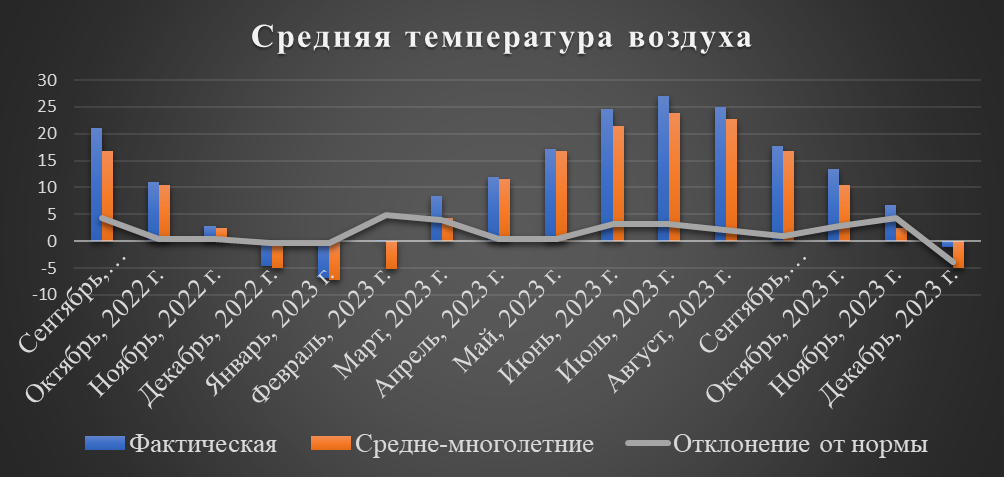 Средняя температура воздуха
30
25
20
15
10
5
0
-5
-10
Сентябрь,…
Октябрь, 2022 г.
Ноябрь, 2022 г.
Декабрь, 2022 г.
Январь, 2023 г.
Февраль, 2023 г.
Март, 2023 г.
Апрель, 2023 г.
Май, 2023 г.
Июнь, 2023 г.
Июль, 2023 г.
Август, 2023 г.
Сентябрь,…
Октябрь, 2023 г.
Ноябрь, 2023 г.
Декабрь, 2023 г.
Фактическая Средне-многолетние Отклонение от нормы